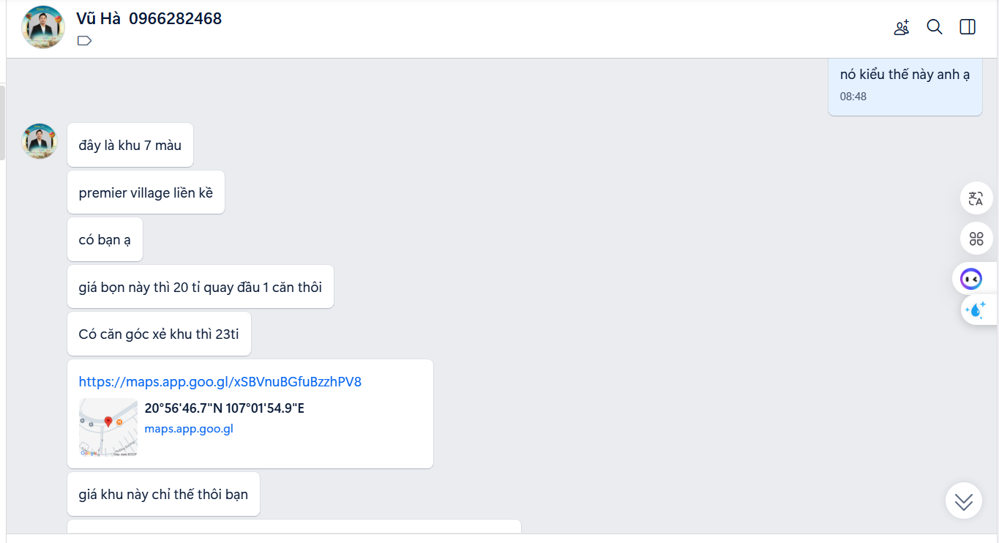 Vũ Hà 0966282468
nó kiểu thế này anh ạ
08:48
đây là khu 7 màu
premier village liền kề
có bạn ạ
giá bọn này thì 20 tỉ quay đầu 1 căn thôi
Có căn góc xẻ khu thì 23ti
https://maps.app.goo.gl/xSBVnuBGfuBzzhPV8
20°56'46.7"N 107°01'54.9"E
maps.app.goo.gl
Google
giá khu này chỉ thế thôi bạn